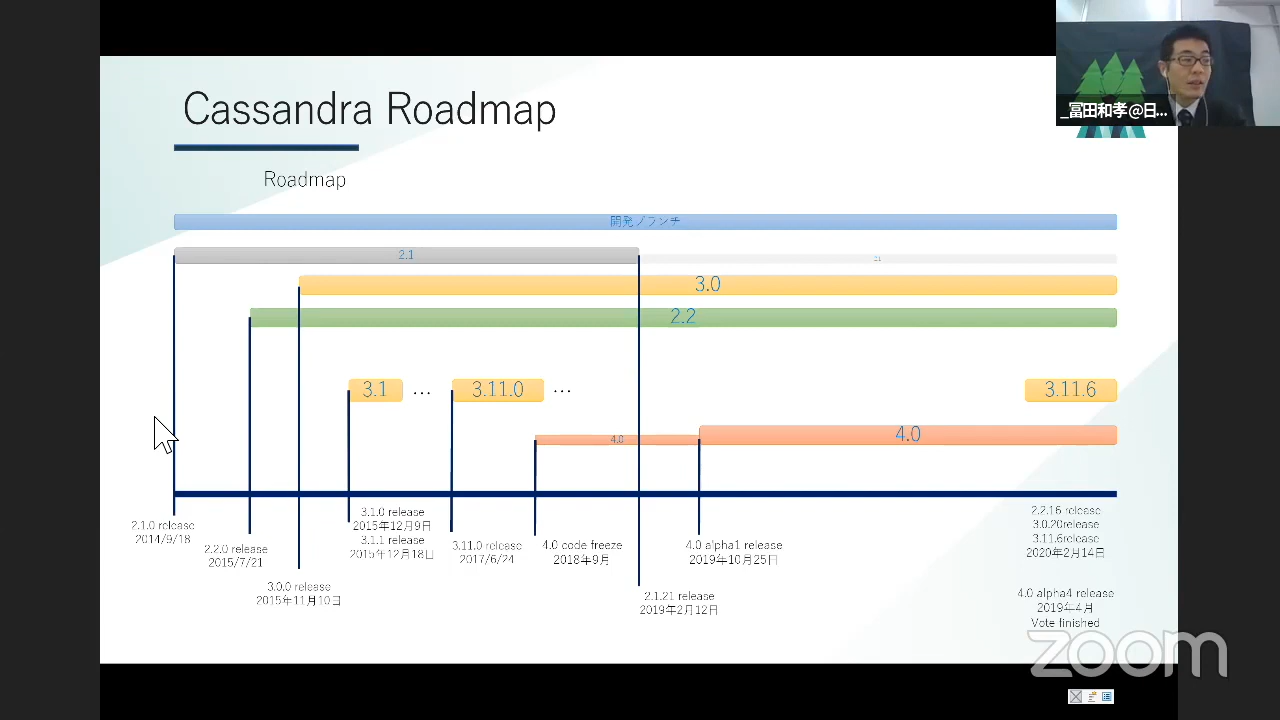 Cassandra Roadmap
_冨田和孝@日...
Roadmap
開発ブランチ
2.1
2.1
3.0
2.2
3.1
...
3.11.0
...
3.11.6
4.0
4.0
2.1.0 release
2014/9/18
2.2.0 release
2015/7/21
3.0.0 release
2015年11月10日
3.1.0 release
2015年12月9日
3.1.1 release
2015年12月18日
3.11.0 release
2017/6/24
4.0 code freeze
2018年9月
2.1.21 release
2019年2月12日
4.0 alpha1 release
2019年10月25日
2.2.16 release
3.0.20release
3.11.6release
2020年2月14日
4.0 alpha4 release
2019年4月
Vote finished
zoom